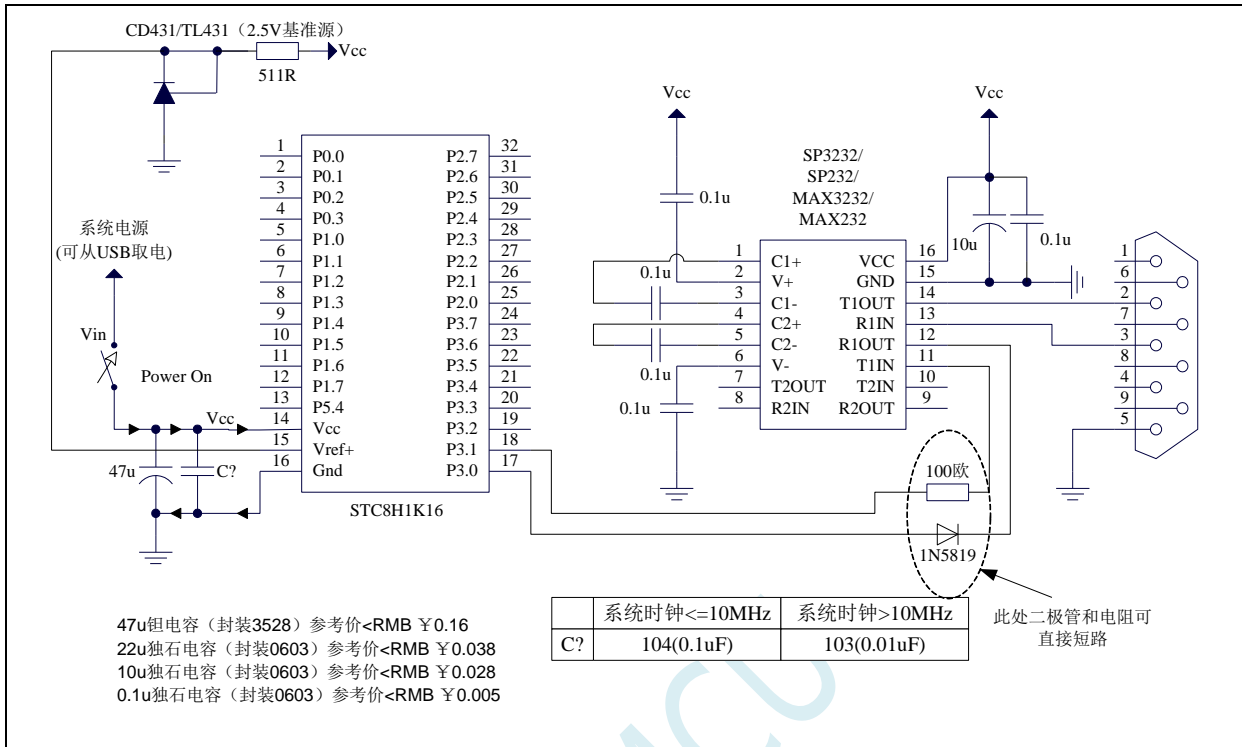 CD431/TL431（2.5V基准源）
Vcc
511R
1 P0.0 P2.7 32
2 P0.1 P2.6 31
3 P0.2 P2.5 30
4 P0.3 P2.4 29
5 P1.0 P2.3 28
6 P1.1 P2.2 27
7 P1.2 P2.1 26
8 P1.3 P2.0 25
9 P1.4 P3.7 24
10 P1.5 P3.6 23
11 P1.6 P3.5 22
12 P1.7 P3.4 21
13 P5.4 P3.3 20
14 Vcc P3.2 19
15 Vref+ P3.1 18
16 Gnd P3.0 17
STC8H1K16
系统电源
(可从USB取电)
Vin
Power On
Vcc
47u
C?
Vcc
0.1u
0.1u
0.1u
0.1u
SP3232/
SP232/
MAX3232/
MAX232
1 C1+ VCC 16
2 V+ GND 15
3 C1- T1OUT 14
4 C2+ R1IN 13
5 C2- R1OUT 12
6 V- T1IN 11
7 T2OUT T2IN 10
8 R2IN R2OUT 9
Vcc
10u
0.1u
1
6
2
7
3
8
4
9
5
100欧
1N5819
此处二极管和电阻可
直接短路
系统时钟<=10MHz 系统时钟>10MHz
C? 104(0.1uF) 103(0.01uF)
47u钽电容（封装3528）参考价<RMB ￥0.16
22u独石电容（封装0603）参考价<RMB ￥0.038
10u独石电容（封装0603）参考价<RMB ￥0.028
0.1u独石电容（封装0603）参考价<RMB ￥0.005